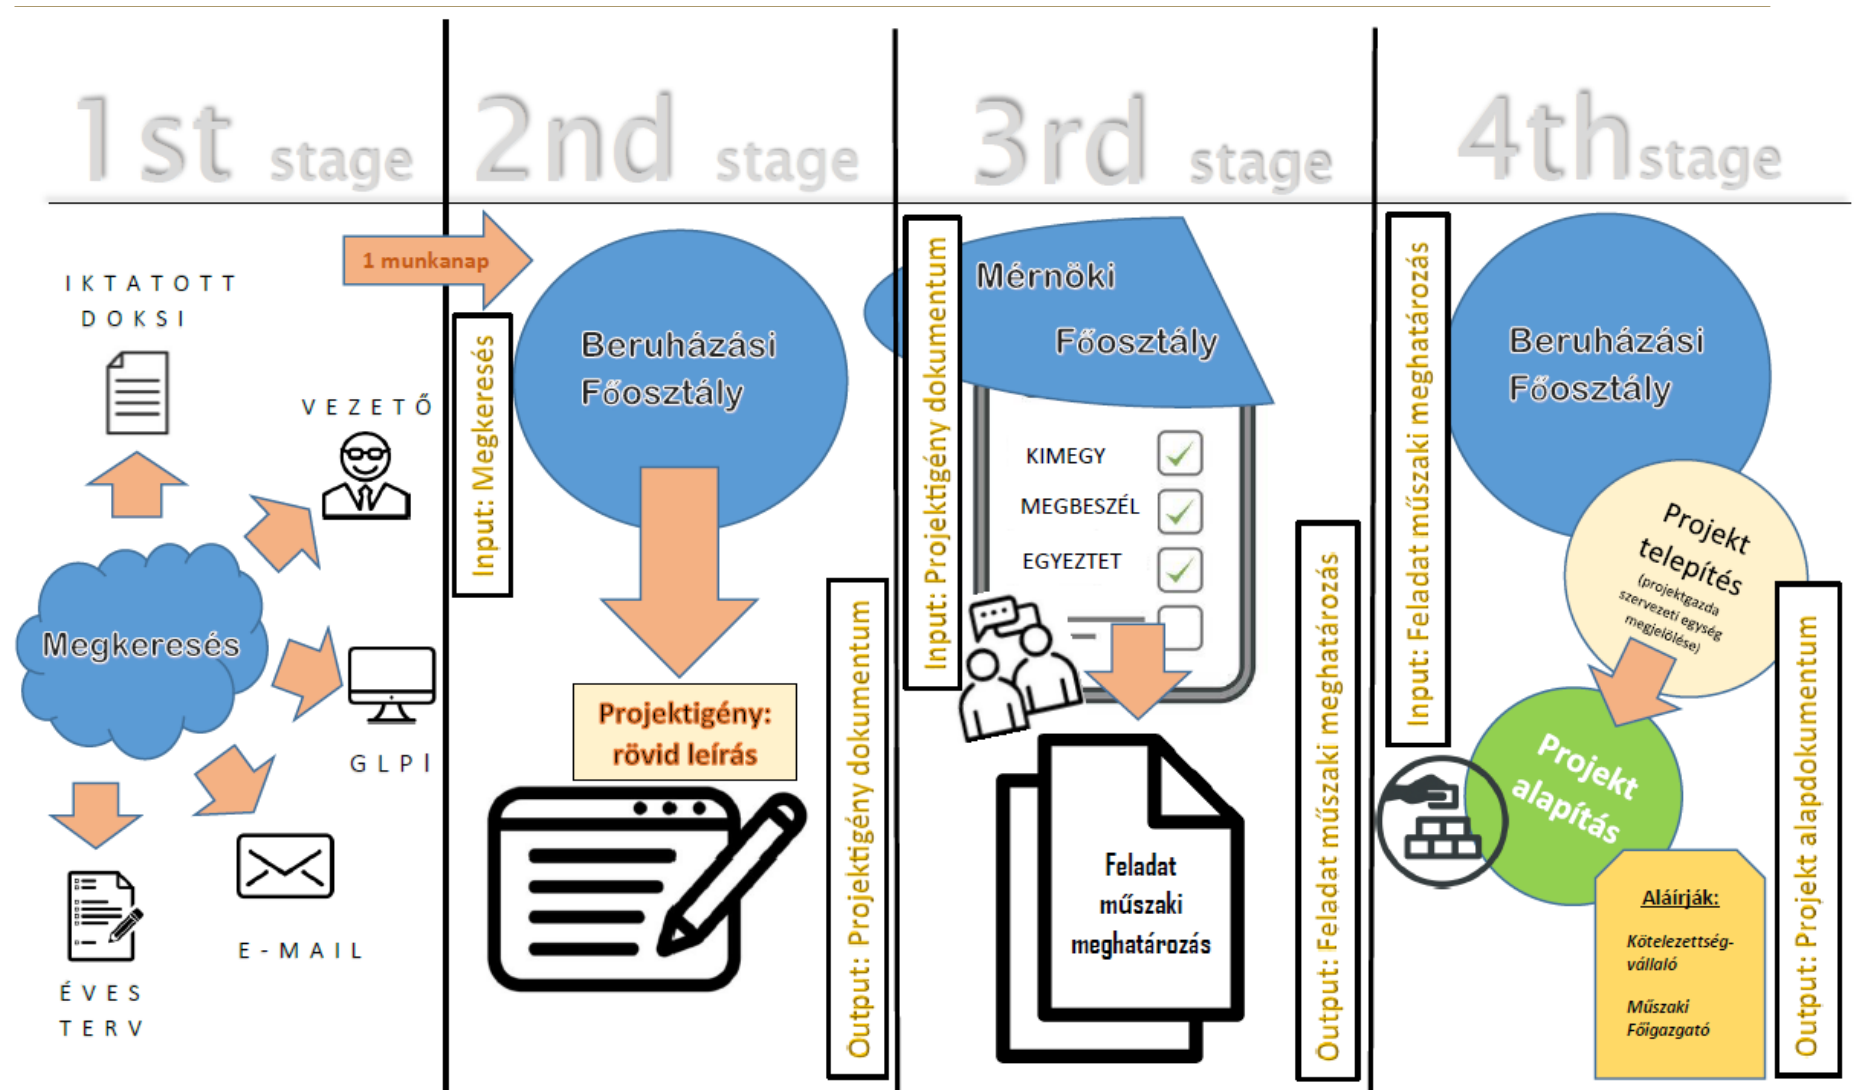 1st stage
2nd stage
3rd stage
4th stage
IKTATOTT
DOKSI
VEZETŐ
Megkeresés
GLPI
E-MAIL
ÉVES
TERV
1 munkanap
Input: Megkeresés
Beruházási
Főosztály
Projektigény:
rövid leírás
Output: Projektigény dokumentum
Input: Projektigény dokumentum
Mérnöki
Főosztály
KIMEGY
MEGBESZÉL
EGYEZTET
Feladat
műszaki
meghatározás
Output: Feladat műszaki meghatározás
Input: Feladat műszaki meghatározás
Beruházási
Főosztály
Projekt
telepítés
(projektgazda
szervezeti egység
megjelölése)
Projekt
alapítás
Aláírják:
Kötelezettség-
vállaló
Műszaki
Főigazgató
Output: Projekt alapdokumentum